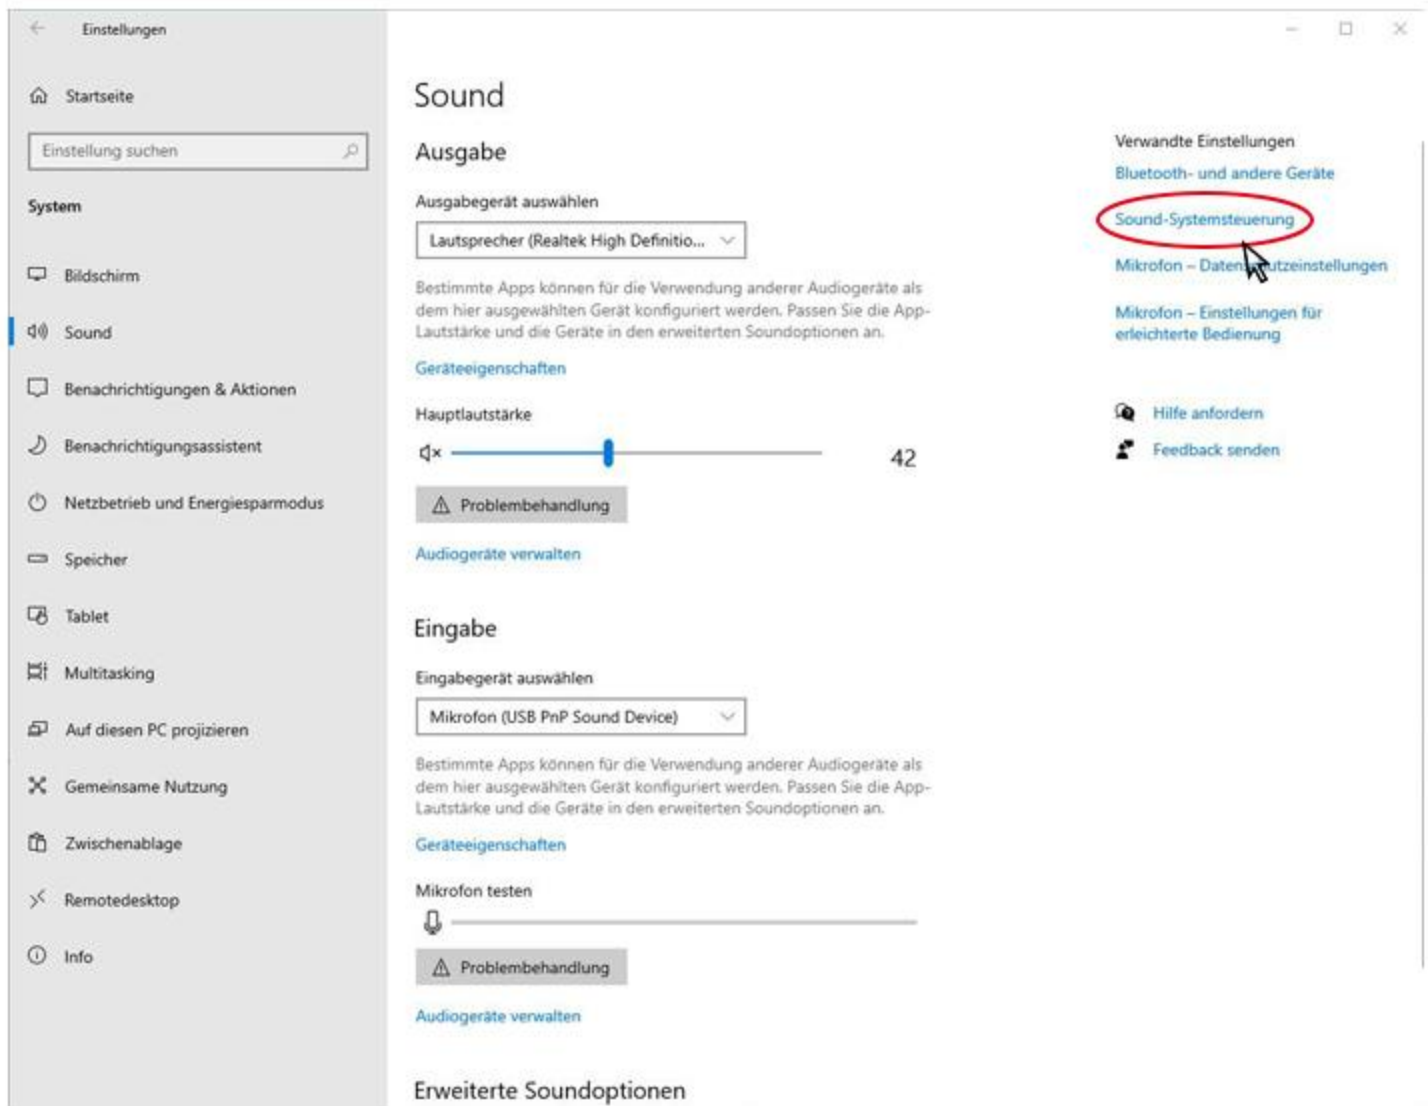 Einstellungen
Startseite
Einstellung suchen
System
Bildschirm
Sound
Benachrichtigungen & Aktionen
Benachrichtigungsassistent
Netzbetrieb und Energiesparmodus
Speicher
Tablet
Multitasking
Auf diesen PC projizieren
Gemeinsame Nutzung
Zwischenablage
Remotedesktop
Info
Sound
Ausgabe
Ausgabegerät auswählen
Lautsprecher (Realtek High Definitio...
Bestimmte Apps können für die Verwendung anderer Audiogeräte als
dem hier ausgewählten Gerät konfiguriert werden. Passen Sie die App-
Lautstärke und die Geräte in den erweiterten Soundoptionen an.
Geräteeigenschaften
Hauptlautstärke
42
Problembehandlung
Audiogeräte verwalten
Eingabe
Eingabegerät auswählen
Mikrofon (USB PnP Sound Device)
Bestimmte Apps können für die Verwendung anderer Audiogeräte als
dem hier ausgewählten Gerät konfiguriert werden. Passen Sie die App-
Lautstärke und die Geräte in den erweiterten Soundoptionen an.
Geräteeigenschaften
Mikrofon testen
Problembehandlung
Audiogeräte verwalten
Erweiterte Soundoptionen
Verwandte Einstellungen
Bluetooth- und andere Geräte
Sound-Systemsteuerung
Mikrofon – Datenschutzeinstellungen
Mikrofon – Einstellungen für
erleichterte Bedienung
Hilfe anfordern
Feedback senden